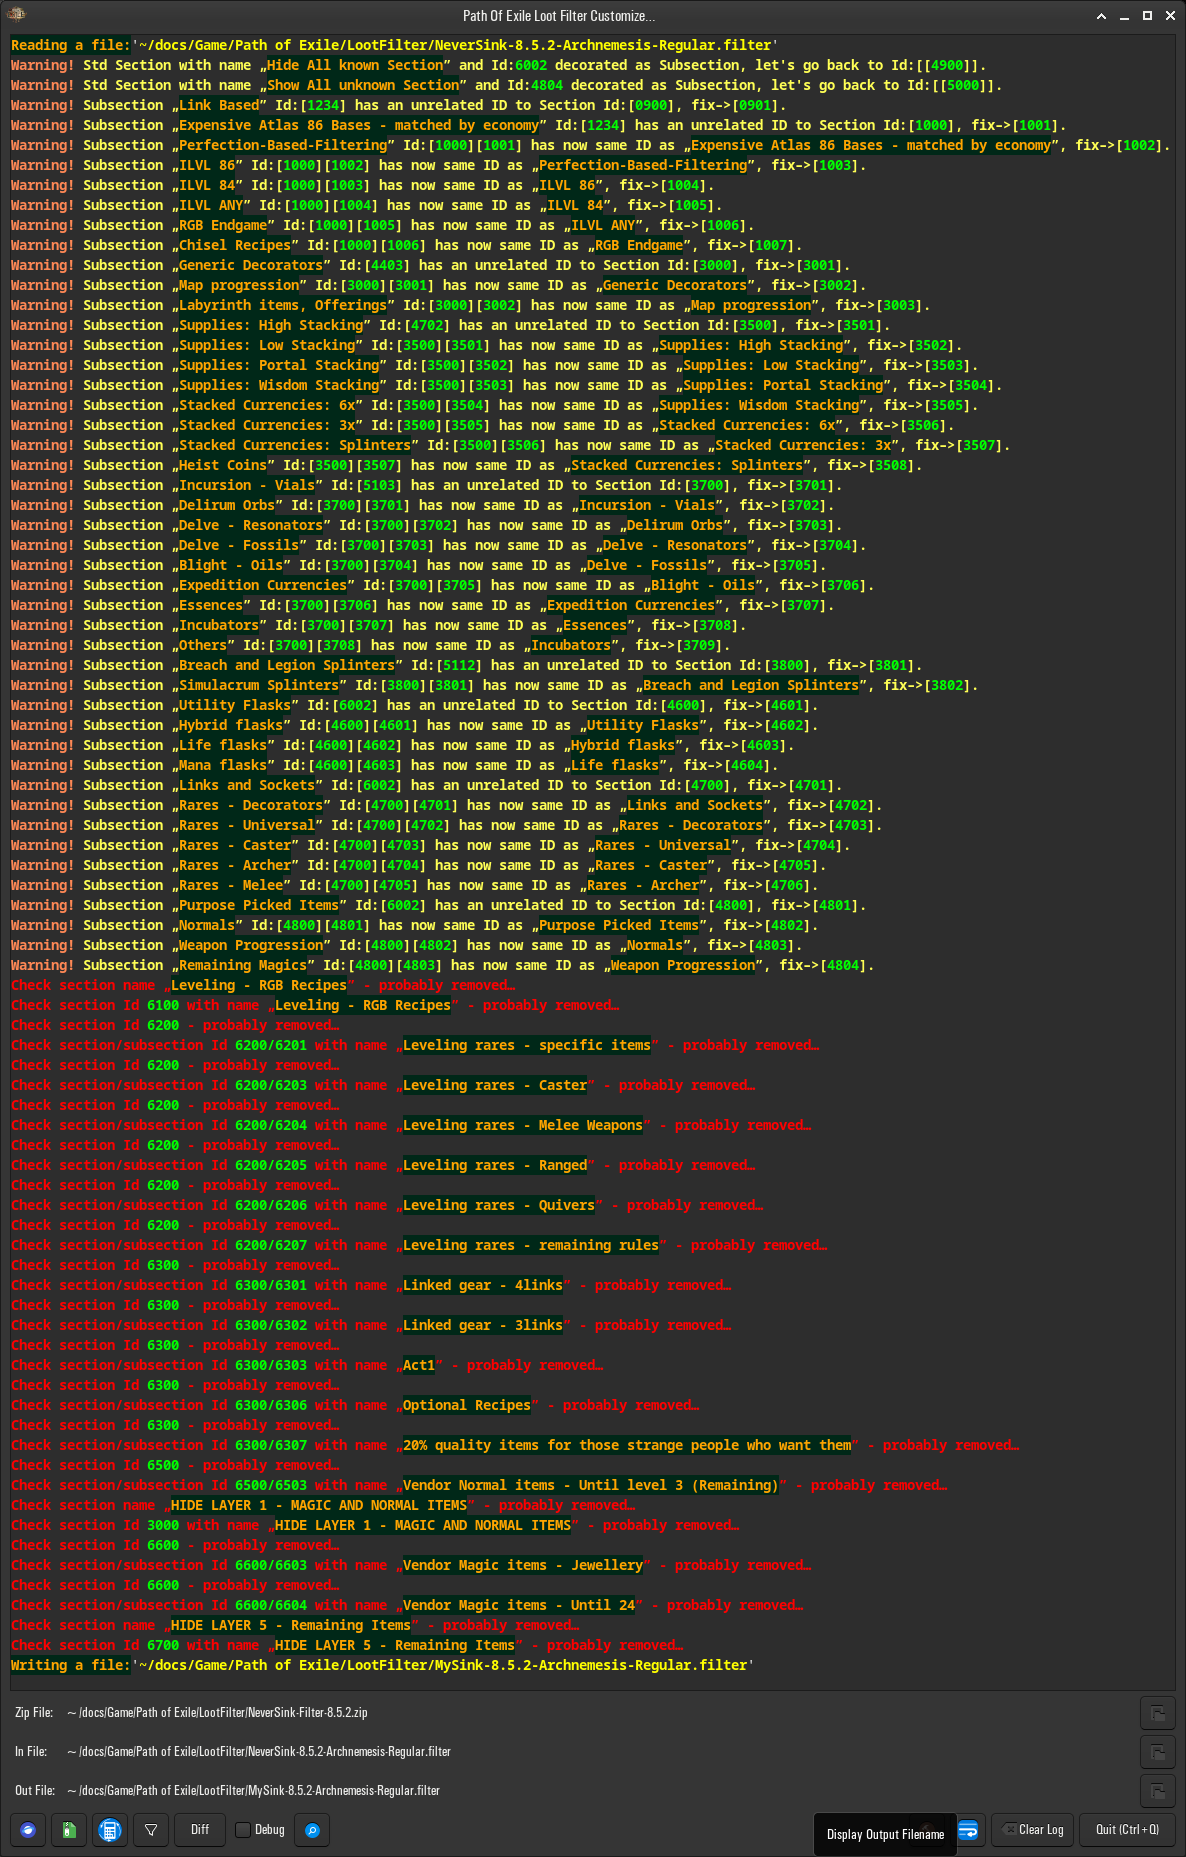 Path Of Exile Loot Filter Customize...
Reading a file:'~/docs/Game/Path of Exile/LootFilter/NeverSink-8.5.2-Archnemesis-Regular.filter'
Warning! Std Section with name „Hide All known Section” and Id:6002 decorated as Subsection, let's go back to Id:[[4900]].
Warning! Std Section with name „Show All unknown Section” and Id:4804 decorated as Subsection, let's go back to Id:[[5000]].
Warning! Subsection „Link Based” Id:[1234] has an unrelated ID to Section Id:[0900], fix->[0901].
Warning! Subsection „Expensive Atlas 86 Bases - matched by economy” Id:[1234] has an unrelated ID to Section Id:[1000], fix->[1001].
Warning! Subsection „Perfection-Based-Filtering” Id:[1000][1001] has now same ID as „Expensive Atlas 86 Bases - matched by economy”, fix->[1002].
Warning! Subsection „ILVL 86” Id:[1000][1002] has now same ID as „Perfection-Based-Filtering”, fix->[1003].
Warning! Subsection „ILVL 84” Id:[1000][1003] has now same ID as „ILVL 86”, fix->[1004].
Warning! Subsection „ILVL ANY” Id:[1000][1004] has now same ID as „ILVL 84”, fix->[1005].
Warning! Subsection „RGB Endgame” Id:[1000][1005] has now same ID as „ILVL ANY”, fix->[1006].
Warning! Subsection „Chisel Recipes” Id:[1000][1006] has now same ID as „RGB Endgame”, fix->[1007].
Warning! Subsection „Generic Decorators” Id:[4403] has an unrelated ID to Section Id:[3000], fix->[3001].
Warning! Subsection „Map progression” Id:[3000][3001] has now same ID as „Generic Decorators”, fix->[3002].
Warning! Subsection „Labyrinth items, Offerings” Id:[3000][3002] has now same ID as „Map progression”, fix->[3003].
Warning! Subsection „Supplies: High Stacking” Id:[4702] has an unrelated ID to Section Id:[3500], fix->[3501].
Warning! Subsection „Supplies: Low Stacking” Id:[3500][3501] has now same ID as „Supplies: High Stacking”, fix->[3502].
Warning! Subsection „Supplies: Portal Stacking” Id:[3500][3502] has now same ID as „Supplies: Low Stacking”, fix->[3503].
Warning! Subsection „Supplies: Wisdom Stacking” Id:[3500][3503] has now same ID as „Supplies: Portal Stacking”, fix->[3504].
Warning! Subsection „Stacked Currencies: 6x” Id:[3500][3504] has now same ID as „Supplies: Wisdom Stacking”, fix->[3505].
Warning! Subsection „Stacked Currencies: 3x” Id:[3500][3505] has now same ID as „Stacked Currencies: 6x”, fix->[3506].
Warning! Subsection „Stacked Currencies: Splinters” Id:[3500][3506] has now same ID as „Stacked Currencies: 3x”, fix->[3507].
Warning! Subsection „Heist Coins” Id:[3500][3507] has now same ID as „Stacked Currencies: Splinters”, fix->[3508].
Warning! Subsection „Incursion - Vials” Id:[5103] has an unrelated ID to Section Id:[3700], fix->[3701].
Warning! Subsection „Delirum Orbs” Id:[3700][3701] has now same ID as „Incursion - Vials”, fix->[3702].
Warning! Subsection „Delve - Resonators” Id:[3700][3702] has now same ID as „Delirum Orbs”, fix->[3703].
Warning! Subsection „Delve - Fossils” Id:[3700][3703] has now same ID as „Delve - Resonators”, fix->[3704].
Warning! Subsection „Blight - Oils” Id:[3700][3704] has now same ID as „Delve - Fossils”, fix->[3705].
Warning! Subsection „Expedition Currencies” Id:[3700][3705] has now same ID as „Blight - Oils”, fix->[3706].
Warning! Subsection „Essences” Id:[3700][3706] has now same ID as „Expedition Currencies”, fix->[3707].
Warning! Subsection „Incubators” Id:[3700][3707] has now same ID as „Essences”, fix->[3708].
Warning! Subsection „Others” Id:[3700][3708] has now same ID as „Incubators”, fix->[3709].
Warning! Subsection „Breach and Legion Splinters” Id:[5112] has an unrelated ID to Section Id:[3800], fix->[3801].
Warning! Subsection „Simulacrum Splinters” Id:[3800][3801] has now same ID as „Breach and Legion Splinters”, fix->[3802].
Warning! Subsection „Utility Flasks” Id:[6002] has an unrelated ID to Section Id:[4600], fix->[4601].
Warning! Subsection „Hybrid flasks” Id:[4600][4601] has now same ID as „Utility Flasks”, fix->[4602].
Warning! Subsection „Life flasks” Id:[4600][4602] has now same ID as „Hybrid flasks”, fix->[4603].
Warning! Subsection „Mana flasks” Id:[4600][4603] has now same ID as „Life flasks”, fix->[4604].
Warning! Subsection „Links and Sockets” Id:[6002] has an unrelated ID to Section Id:[4700], fix->[4701].
Warning! Subsection „Rares - Decorators” Id:[4700][4701] has now same ID as „Links and Sockets”, fix->[4702].
Warning! Subsection „Rares - Universal” Id:[4700][4702] has now same ID as „Rares - Decorators”, fix->[4703].
Warning! Subsection „Rares - Caster” Id:[4700][4703] has now same ID as „Rares - Universal”, fix->[4704].
Warning! Subsection „Rares - Archer” Id:[4700][4704] has now same ID as „Rares - Caster”, fix->[4705].
Warning! Subsection „Rares - Melee” Id:[4700][4705] has now same ID as „Rares - Archer”, fix->[4706].
Warning! Subsection „Purpose Picked Items” Id:[6002] has an unrelated ID to Section Id:[4800], fix->[4801].
Warning! Subsection „Normals” Id:[4800][4801] has now same ID as „Purpose Picked Items”, fix->[4802].
Warning! Subsection „Weapon Progression” Id:[4800][4802] has now same ID as „Normals”, fix->[4803].
Warning! Subsection „Remaining Magics” Id:[4800][4803] has now same ID as „Weapon Progression”, fix->[4804].
Check section name „Leveling - RGB Recipes” - probably removed…
Check section Id 6100 with name „Leveling - RGB Recipes” - probably removed…
Check section Id 6200 - probably removed…
Check section/subsection Id 6200/6201 with name „Leveling rares - specific items” - probably removed…
Check section Id 6200 - probably removed…
Check section/subsection Id 6200/6203 with name „Leveling rares - Caster” - probably removed…
Check section Id 6200 - probably removed…
Check section/subsection Id 6200/6204 with name „Leveling rares - Melee Weapons” - probably removed…
Check section Id 6200 - probably removed…
Check section/subsection Id 6200/6205 with name „Leveling rares - Ranged” - probably removed…
Check section Id 6200 - probably removed…
Check section/subsection Id 6200/6206 with name „Leveling rares - Quivers” - probably removed…
Check section Id 6200 - probably removed…
Check section/subsection Id 6200/6207 with name „Leveling rares - remaining rules” - probably removed…
Check section Id 6300 - probably removed…
Check section/subsection Id 6300/6301 with name „Linked gear - 4links” - probably removed…
Check section Id 6300 - probably removed…
Check section/subsection Id 6300/6302 with name „Linked gear - 3links” - probably removed…
Check section Id 6300 - probably removed…
Check section/subsection Id 6300/6303 with name „Act1” - probably removed…
Check section Id 6300 - probably removed…
Check section/subsection Id 6300/6306 with name „Optional Recipes” - probably removed…
Check section Id 6300 - probably removed…
Check section/subsection Id 6300/6307 with name „20% quality items for those strange people who want them” - probably removed…
Check section Id 6500 - probably removed…
Check section/subsection Id 6500/6503 with name „Vendor Normal items - Until level 3 (Remaining)” - probably removed…
Check section name „HIDE LAYER 1 - MAGIC AND NORMAL ITEMS” - probably removed…
Check section Id 3000 with name „HIDE LAYER 1 - MAGIC AND NORMAL ITEMS” - probably removed…
Check section Id 6600 - probably removed…
Check section/subsection Id 6600/6603 with name „Vendor Magic items - Jewellery” - probably removed…
Check section Id 6600 - probably removed…
Check section/subsection Id 6600/6604 with name „Vendor Magic items - Until 24” - probably removed…
Check section name „HIDE LAYER 5 - Remaining Items” - probably removed…
Check section Id 6700 with name „HIDE LAYER 5 - Remaining Items” - probably removed…
Writing a file:'~/docs/Game/Path of Exile/LootFilter/MySink-8.5.2-Archnemesis-Regular.filter'
Zip File: ~/docs/Game/Path of Exile/LootFilter/NeverSink-Filter-8.5.2.zip
In File: ~/docs/Game/Path of Exile/LootFilter/NeverSink-8.5.2-Archnemesis-Regular.filter
Out File: ~/docs/Game/Path of Exile/LootFilter/MySink-8.5.2-Archnemesis-Regular.filter
Diff Debug Display Output Filename Clear Log Quit (Ctrl+Q)